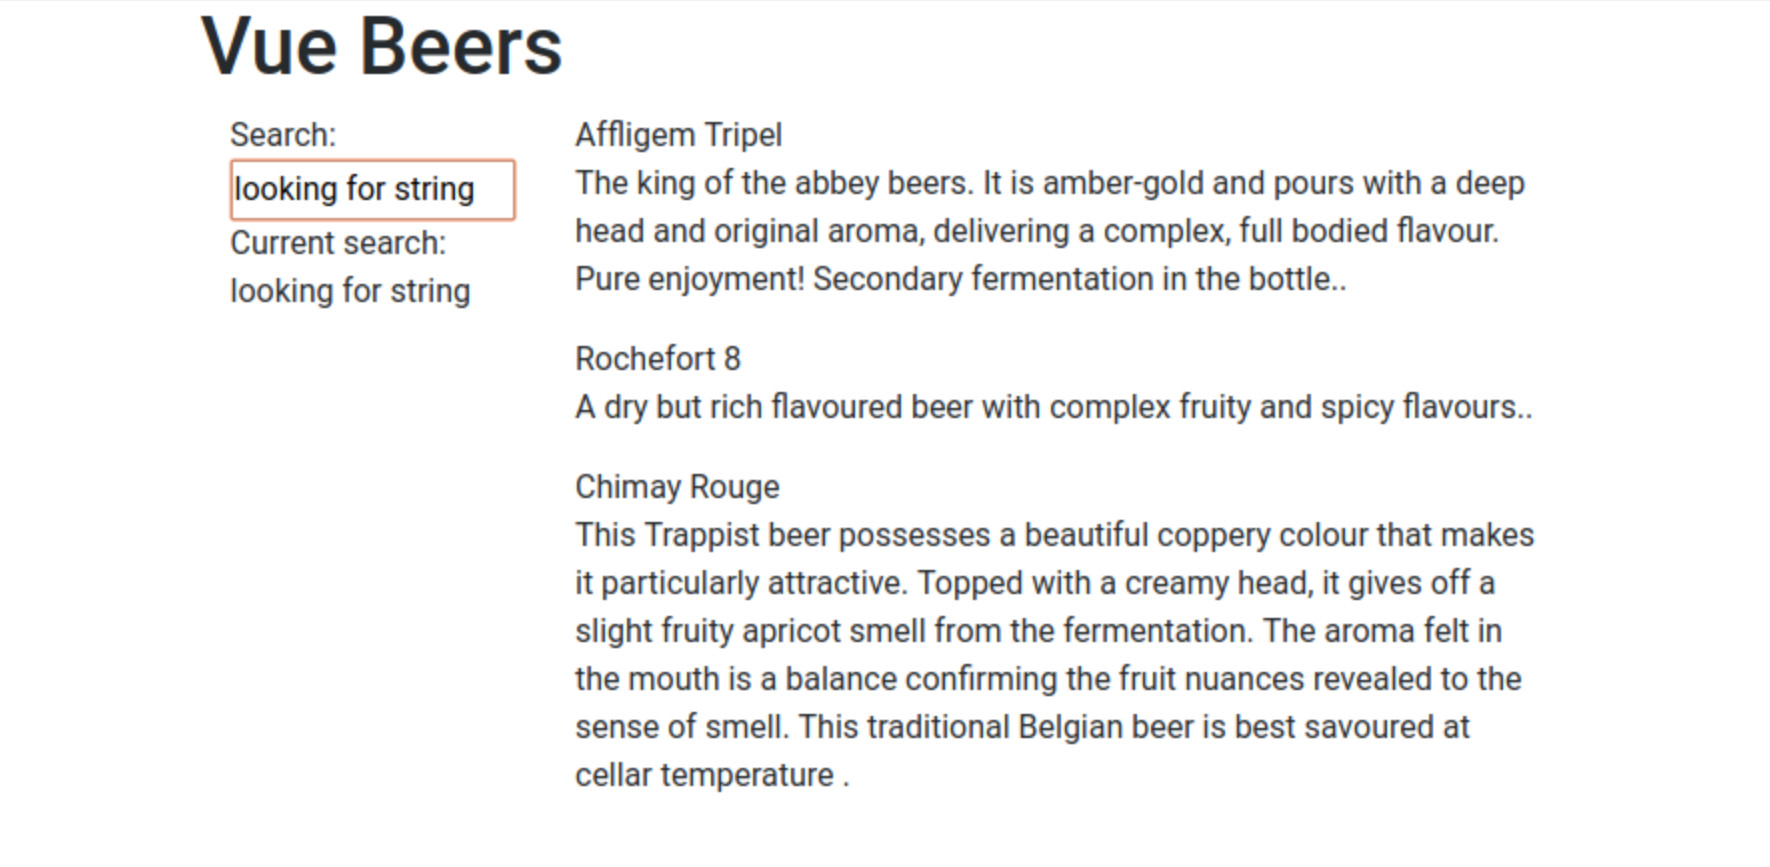 Vue Beers
Search:
looking for string
Current search:
looking for string
Affligem Tripel
The king of the abbey beers. It is amber-gold and pours with a deep
head and original aroma, delivering a complex, full bodied flavour.
Pure enjoyment! Secondary fermentation in the bottle..
Rochefort 8
A dry but rich flavoured beer with complex fruity and spicy flavours..
Chimay Rouge
This Trappist beer possesses a beautiful coppery colour that makes
it particularly attractive. Topped with a creamy head, it gives off a
slight fruity apricot smell from the fermentation. The aroma felt in
the mouth is a balance confirming the fruit nuances revealed to the
sense of smell. This traditional Belgian beer is best savoured at
cellar temperature .